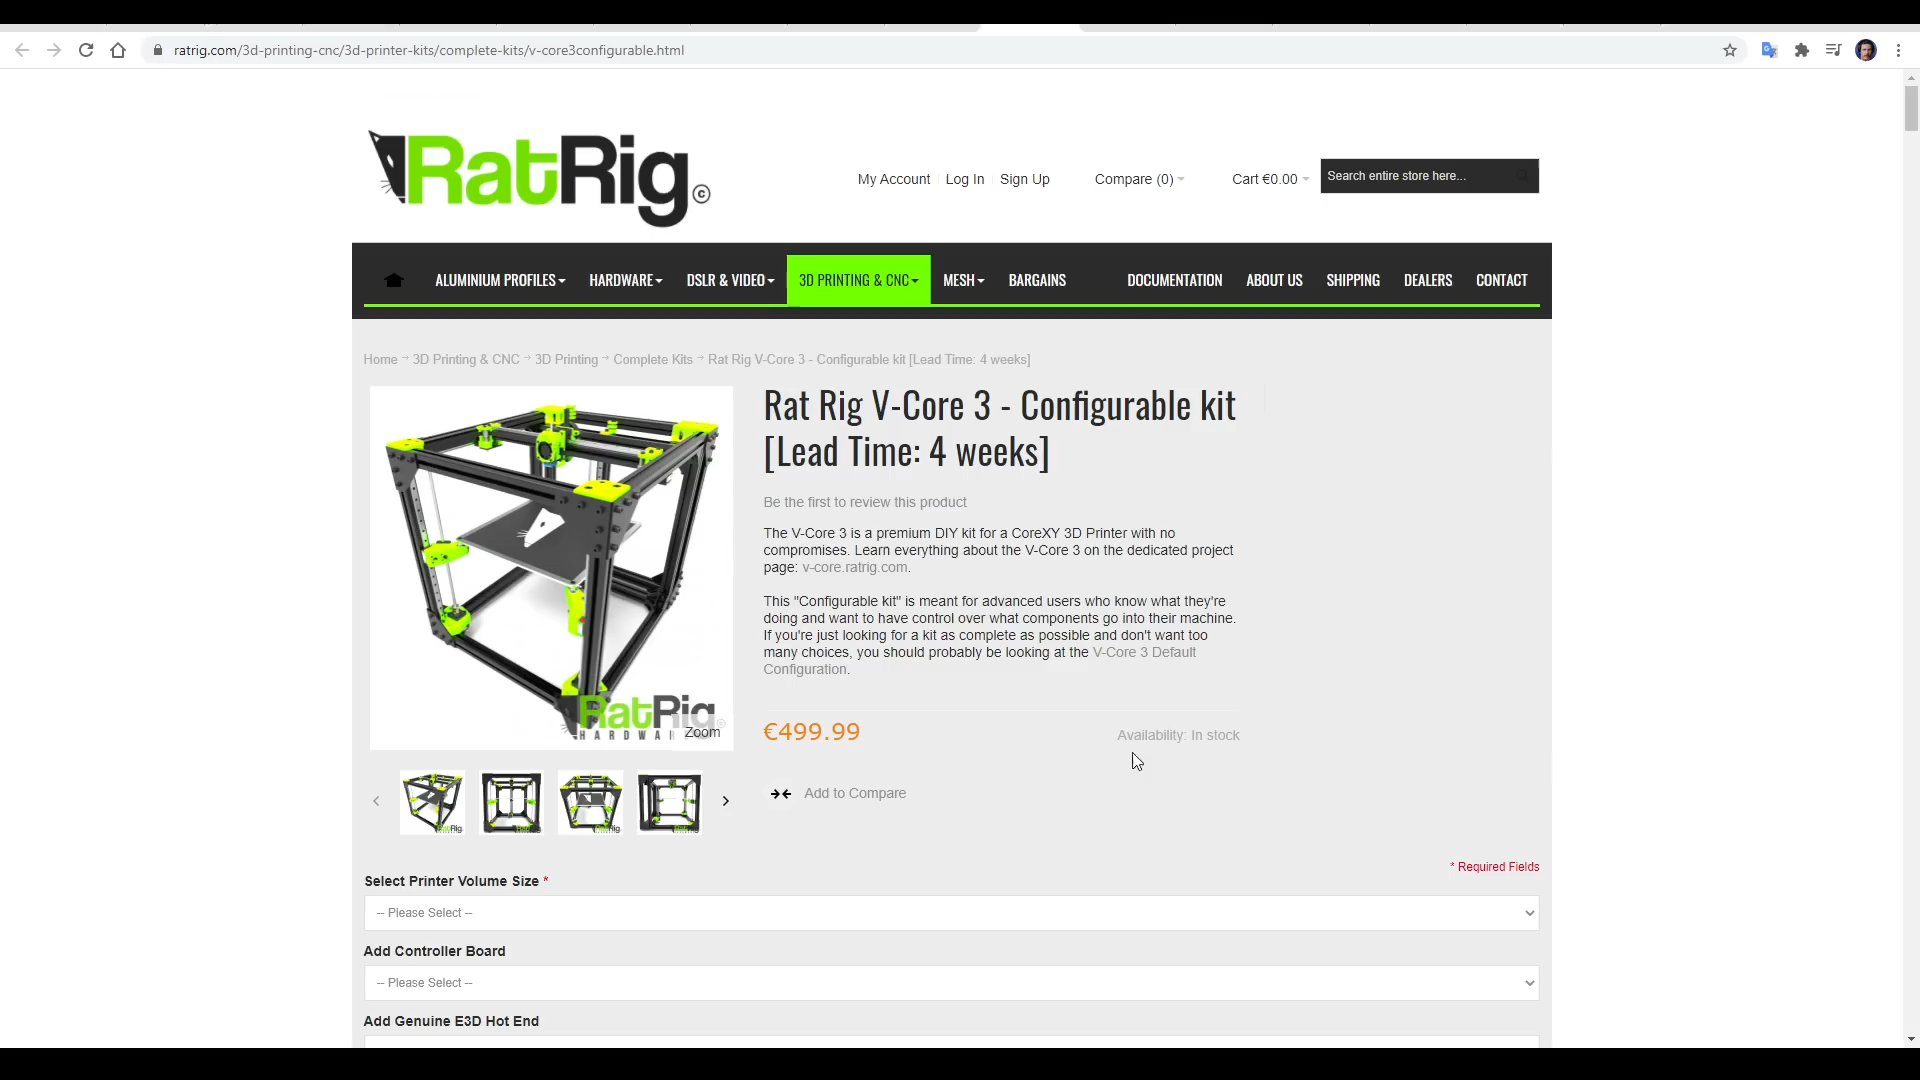 ratrig.com/3d-printing-cnc/3d-printer-kits/complete-kits/v-core3configurable.html
RatRig©
My Account Log In Sign Up Compare (0) Cart €0.00 Search entire store here...
ALUMINIUM PROFILES HARDWARE DSLR & VIDEO 3D PRINTING & CNC MESH BARGAINS DOCUMENTATION ABOUT US SHIPPING DEALERS CONTACT
Home → 3D Printing & CNC → 3D Printing → Complete Kits → Rat Rig V-Core 3 - Configurable kit [Lead Time: 4 weeks]
Rat Rig V-Core 3 - Configurable kit
[Lead Time: 4 weeks]
Be the first to review this product
The V-Core 3 is a premium DIY kit for a CoreXY 3D Printer with no
compromises. Learn everything about the V-Core 3 on the dedicated project
page: v-core.ratrig.com.
This "Configurable kit" is meant for advanced users who know what they're
doing and want to have control over what components go into their machine.
If you're just looking for a kit as complete as possible and don't want too
many choices, you should probably be looking at the V-Core 3 Default
Configuration.
RatRig
HARDWAR
Zoom
€499.99
Availability: In stock
Add to Compare
* Required Fields
Select Printer Volume Size *
-- Please Select --
Add Controller Board
-- Please Select --
Add Genuine E3D Hot End